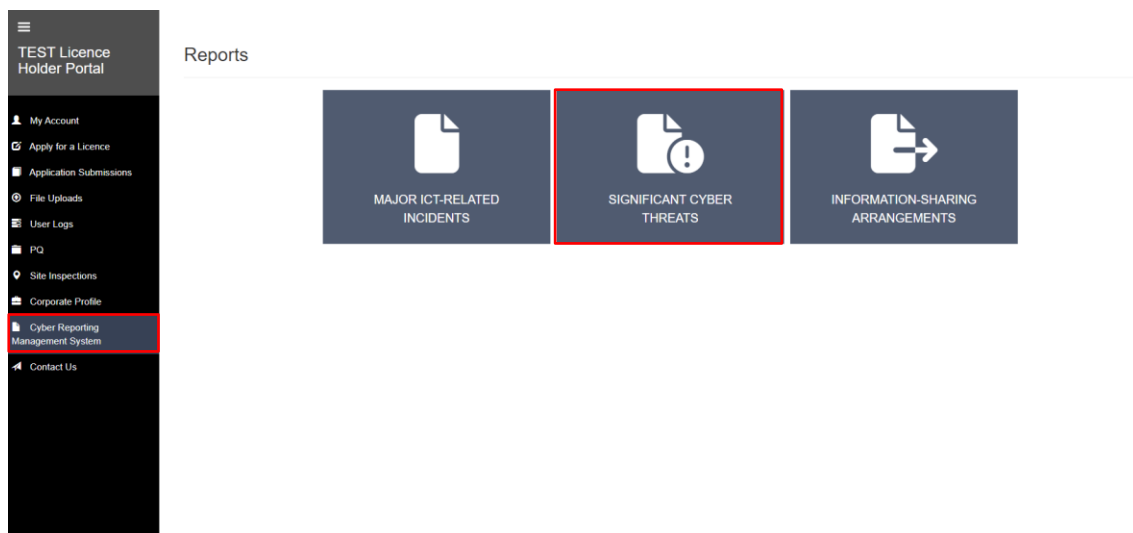 TEST Licence
Holder Portal
My Account
Apply for a Licence
Application Submissions
File Uploads
User Logs
PQ
Site Inspections
Corporate Profile
Cyber Reporting
Management System
Contact Us
Reports
MAJOR ICT-RELATED
INCIDENTS
SIGNIFICANT CYBER
THREATS
INFORMATION-SHARING
ARRANGEMENTS